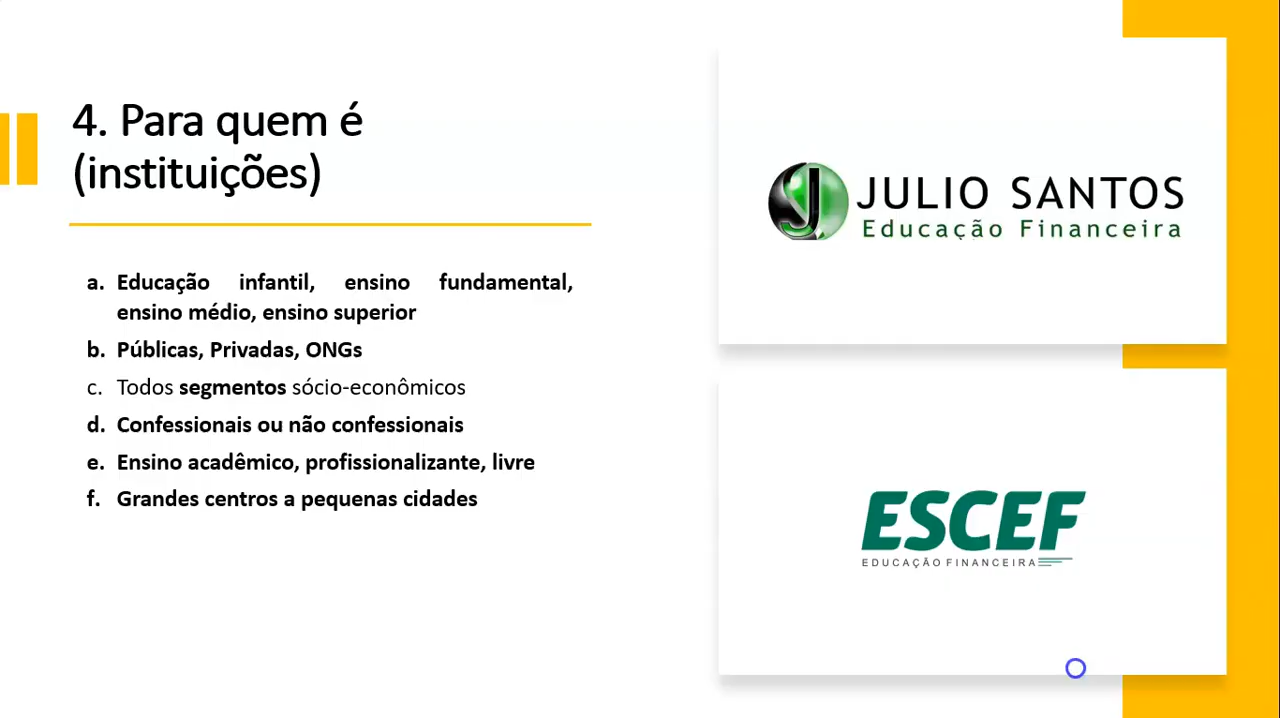 4. Para quem é
(instituições)
a. Educação infantil, ensino fundamental,
ensino médio, ensino superior
b. Públicas, Privadas, ONGs
c. Todos segmentos sócio-econômicos
d. Confessionais ou não confessionais
e. Ensino acadêmico, profissionalizante, livre
f. Grandes centros a pequenas cidades
JULIO SANTOS
Educação Financeira
ESCEF
EDUCAÇÃO FINANCEIRA